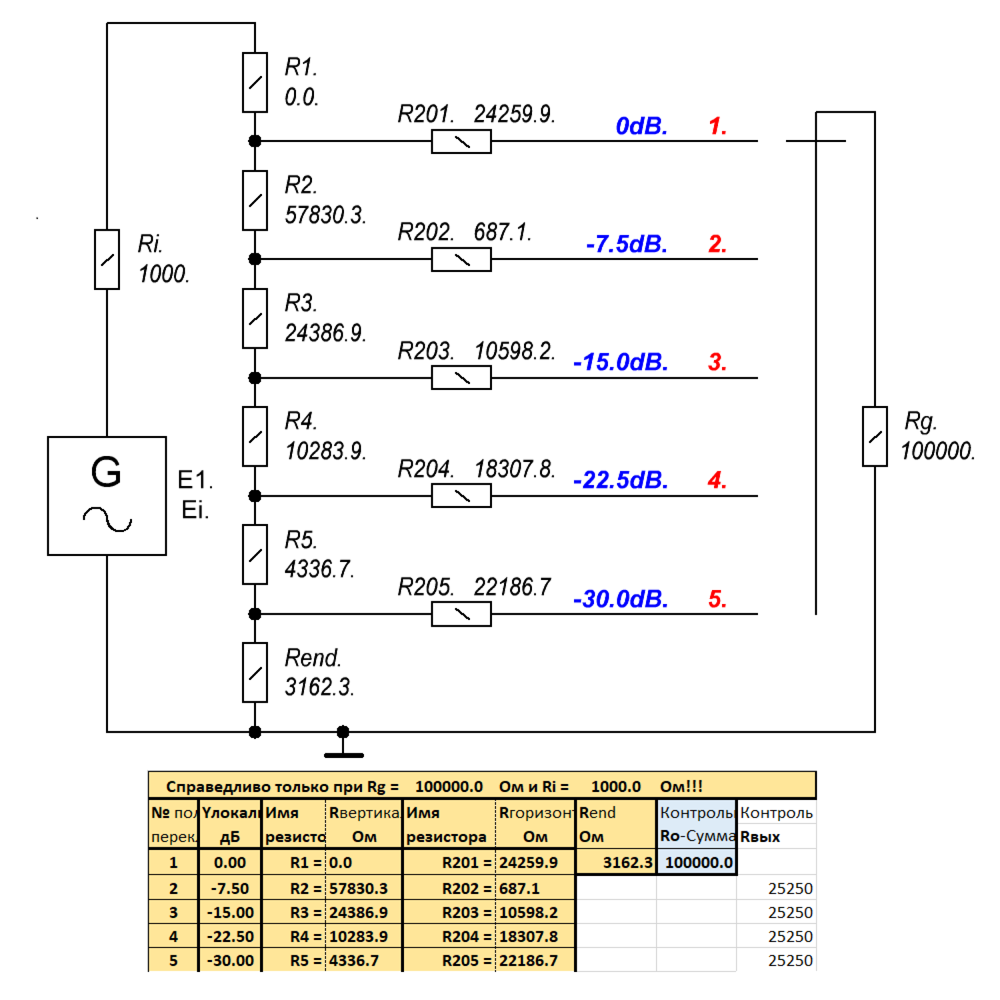 R1.
0.0.
R201. 24259.9.
0dB. 1.
R2.
57830.3.
R202. 687.1.
-7.5dB. 2.
Ri.
1000.
R3.
24386.9.
R203. 10598.2.
-15.0dB. 3.
R4.
10283.9.
Rg.
100000.
R204. 18307.8.
-22.5dB. 4.
G
E1.
Ei.
R5.
4336.7.
R205. 22186.7
-30.0dB. 5.
Rend.
3162.3.
Справедливо только при Rg = 100000.0 Ом и Ri = 1000.0 Ом!!!
№ пол Yлокалы Имя Rвертика. Имя Rгоризонт Rend Контроль Контроль
перек. дБ резисто Ом резистора Ом Ом Ro-Сумма Rвых
1 0.00 R1 = 0.0 R201 = 24259.9 3162.3 100000.0
2 -7.50 R2 = 57830.3 R202 = 687.1 25250
3 -15.00 R3 = 24386.9 R203 = 10598.2 25250
4 -22.50 R4 = 10283.9 R204 = 18307.8 25250
5 -30.00 R5 = 4336.7 R205 = 22186.7 25250